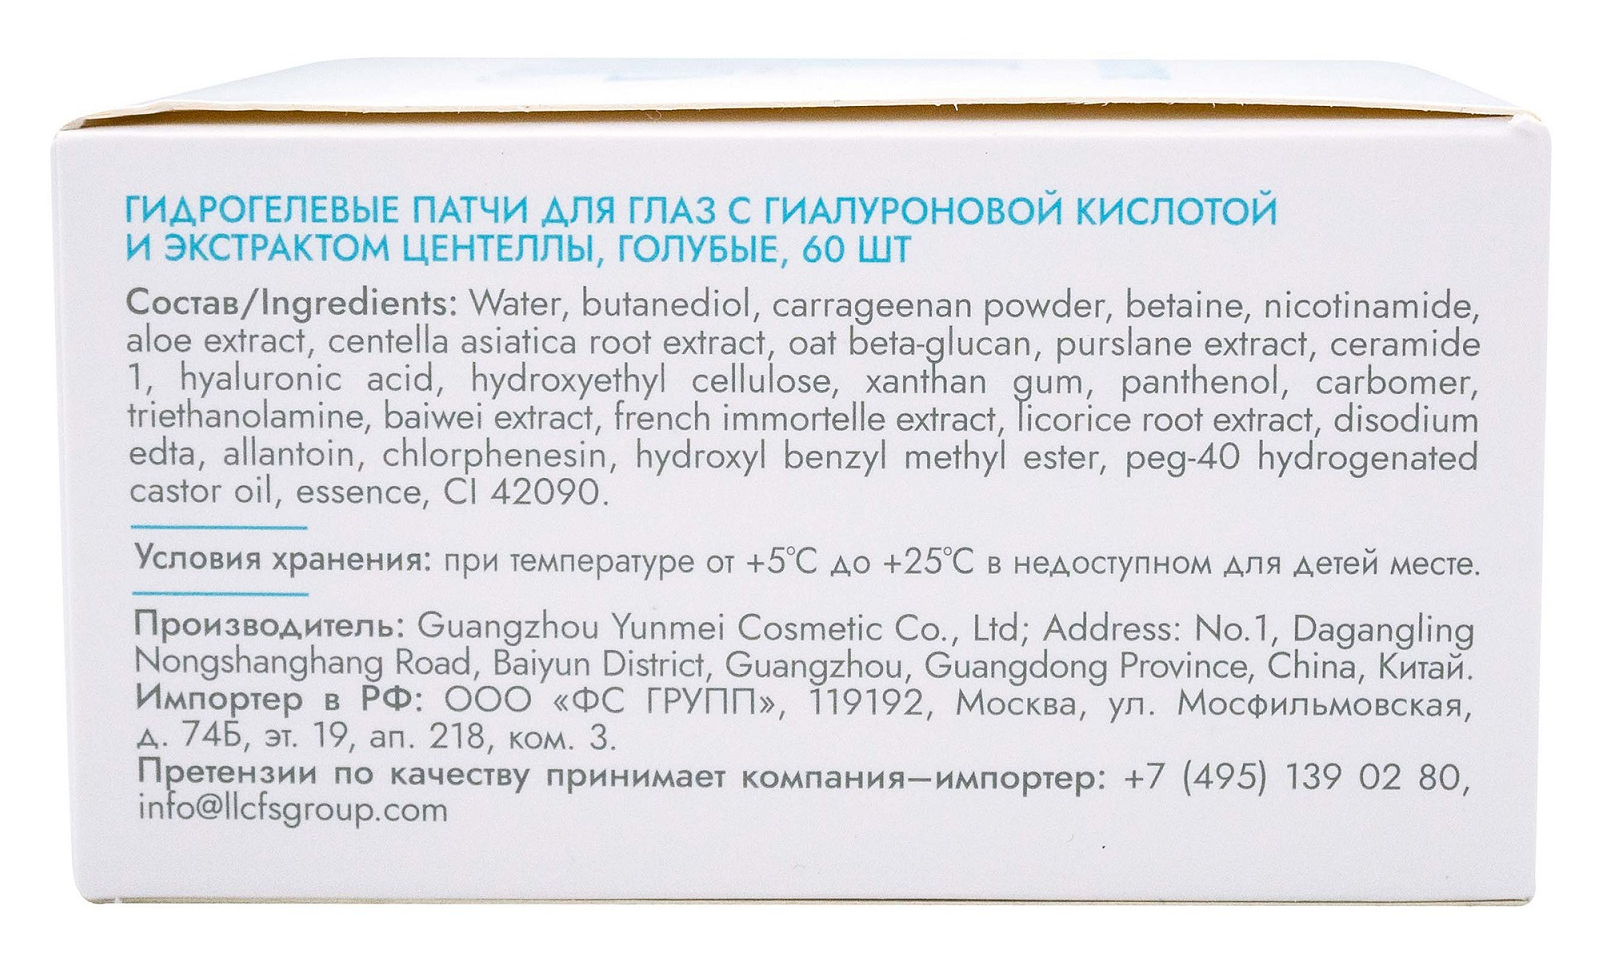 ГИДРОГЕЛЕВЫЕ ПАТЧИ ДЛЯ ГЛАЗ С ГИАЛУРОНОВОЙ КИСЛОТОЙ
И ЭКСТРАКТОМ ЦЕНТЕЛЛЫ, ГОЛУБЫЕ, 60 ШТ
Состав/Ingredients: Water, butanediol, carrageenan powder, betaine, nicotinamide,
aloe extract, centella asiatica root extract, oat beta-glucan, purslane extract, ceramide
1, hyaluronic acid, hydroxyethyl cellulose, xanthan gum, panthenol, carbomer,
triethanolamine, baiwei extract, french immortelle extract, licorice root extract, disodium
edta, allantoin, chlorphenesin, hydroxyl benzyl methyl ester, peg-40 hydrogenated
castor oil, essence, CI 42090.
Условия хранения: при температуре от +5°C до +25°C в недоступном для детей месте.
Производитель: Guangzhou Yunmei Cosmetic Co., Ltd; Address: No.1, Dagangling
Nongshanghang Road, Baiyun District, Guangzhou, Guangdong Province, China, Китай.
Импортер в РФ: ООО «ФС ГРУПП», 119192, Москва, ул. Мосфильмовская,
д. 74Б, эт. 19, ап. 218, ком. 3.
Претензии по качеству принимает компания–импортер: +7 (495) 139 02 80,
info@llcfsgroup.com